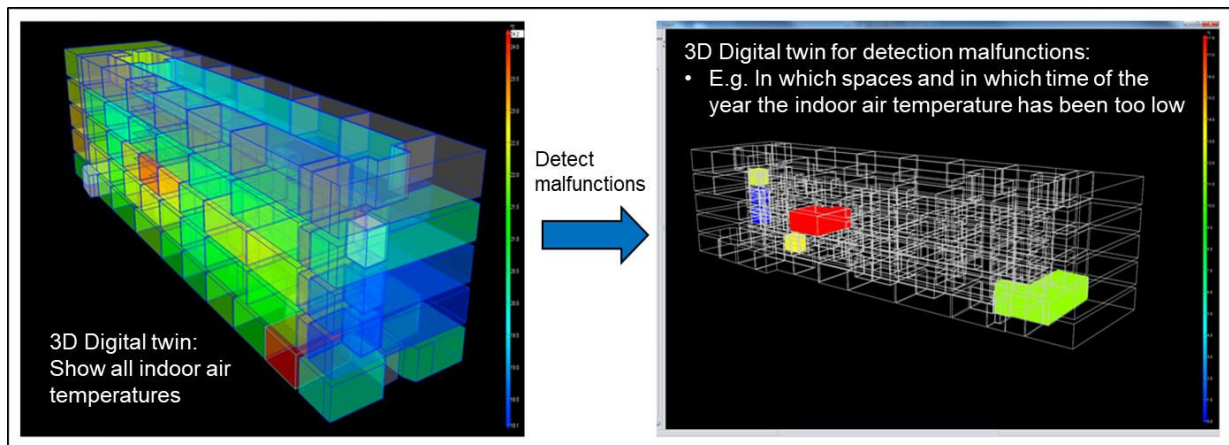 3D Digital twin:
Show all indoor air
temperatures
Detect
malfunctions
3D Digital twin for detection malfunctions:
• E.g. In which spaces and in which time of the
year the indoor air temperature has been too low